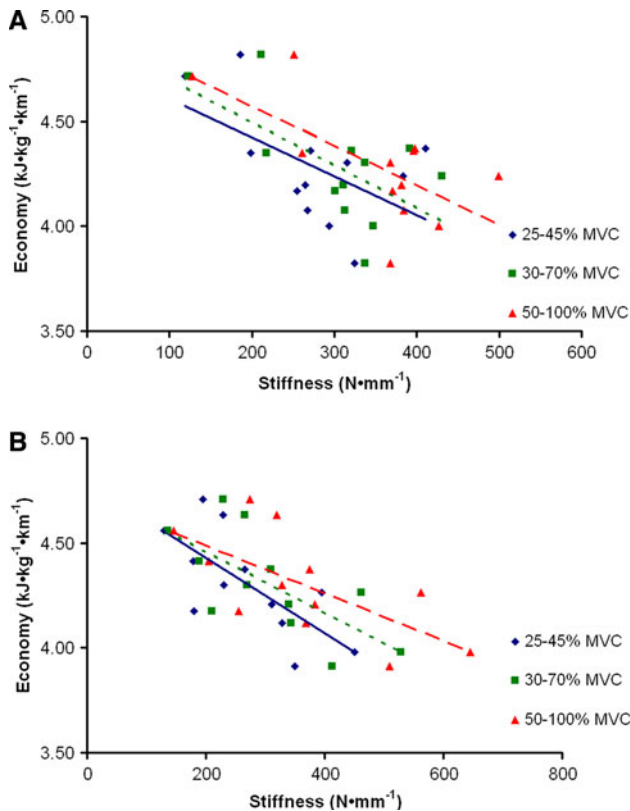 A
5.00
4.50
4.00
3.50
Economy (kJ•kg⁻¹•km⁻¹)
0 100 200 300 400 500 600
Stiffness (N•mm⁻¹)
25-45% MVC
30-70% MVC
50-100% MVC
B
5.00
4.50
4.00
3.50
Economy (kJ•kg⁻¹•km⁻¹)
0 200 400 600 800
Stiffness (N•mm⁻¹)
25-45% MVC
30-70% MVC
50-100% MVC